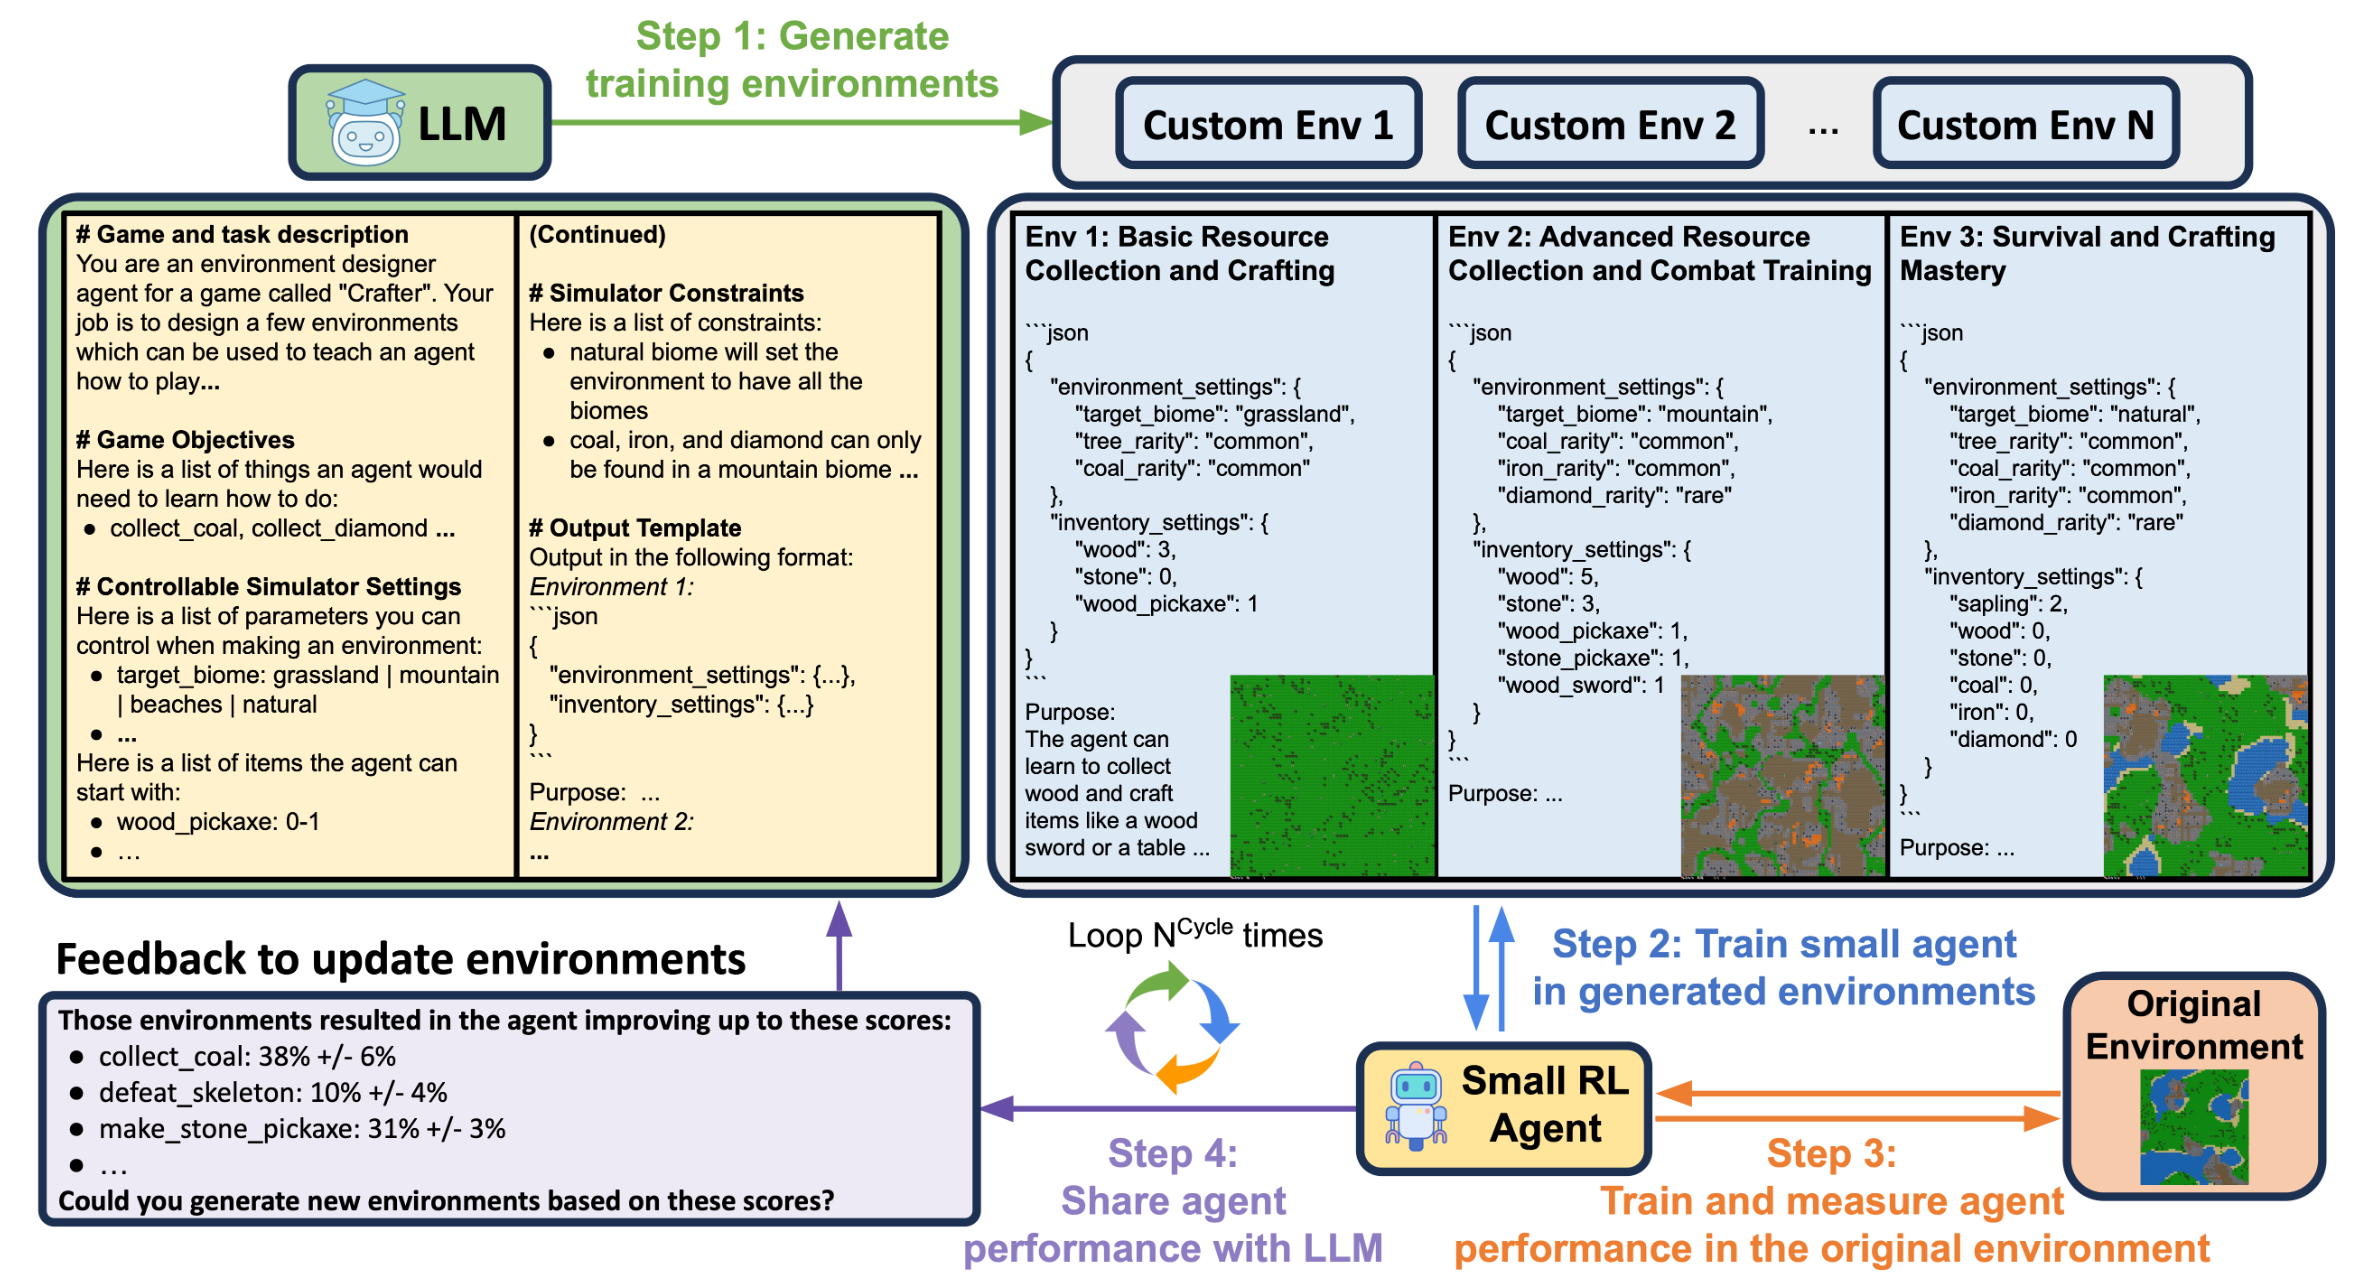 Step 1: Generate
training environments
LLM
Custom Env 1
Custom Env 2
...
Custom Env N
# Game and task description
You are an environment designer
agent for a game called "Crafter". Your
job is to design a few environments
which can be used to teach an agent
how to play...
# Game Objectives
Here is a list of things an agent would
need to learn how to do:
● collect_coal, collect_diamond ...
# Controllable Simulator Settings
Here is a list of parameters you can
control when making an environment:
● target_biome: grassland | mountain
| beaches | natural
● ...
Here is a list of items the agent can
start with:
● wood_pickaxe: 0-1
● ...
(Continued)
# Simulator Constraints
Here is a list of constraints:
● natural biome will set the
environment to have all the
biomes
● coal, iron, and diamond can only
be found in a mountain biome ...
# Output Template
Output in the following format:
Environment 1:
```json
{
"environment_settings": {...},
"inventory_settings": {...}
}
```
Purpose: ...
Environment 2:
...
Env 1: Basic Resource
Collection and Crafting
```json
{
"environment_settings": {
"target_biome": "grassland",
"tree_rarity": "common",
"coal_rarity": "common"
},
"inventory_settings": {
"wood": 3,
"stone": 0,
"wood_pickaxe": 1
}
}
```
Purpose:
The agent can
learn to collect
wood and craft
items like a wood
sword or a table ...
Env 2: Advanced Resource
Collection and Combat Training
```json
{
"environment_settings": {
"target_biome": "mountain",
"coal_rarity": "common",
"iron_rarity": "common",
"diamond_rarity": "rare"
},
"inventory_settings": {
"wood": 5,
"stone": 3,
"wood_pickaxe": 1,
"stone_pickaxe": 1,
"wood_sword": 1
}
}
```
Purpose: ...
Env 3: Survival and Crafting
Mastery
```json
{
"environment_settings": {
"target_biome": "natural",
"tree_rarity": "common",
"coal_rarity": "common",
"iron_rarity": "common",
"diamond_rarity": "rare"
},
"inventory_settings": {
"sapling": 2,
"wood": 0,
"stone": 0,
"coal": 0,
"iron": 0,
"diamond": 0
}
}
```
Purpose: ...
Feedback to update environments
Those environments resulted in the agent improving up to these scores:
● collect_coal: 38% +/- 6%
● defeat_skeleton: 10% +/- 4%
● make_stone_pickaxe: 31% +/- 3%
● ...
Could you generate new environments based on these scores?
Loop N^Cycle times
Step 2: Train small agent
in generated environments
Small RL
Agent
Original
Environment
Step 4:
Share agent
performance with LLM
Step 3:
Train and measure agent
performance in the original environment